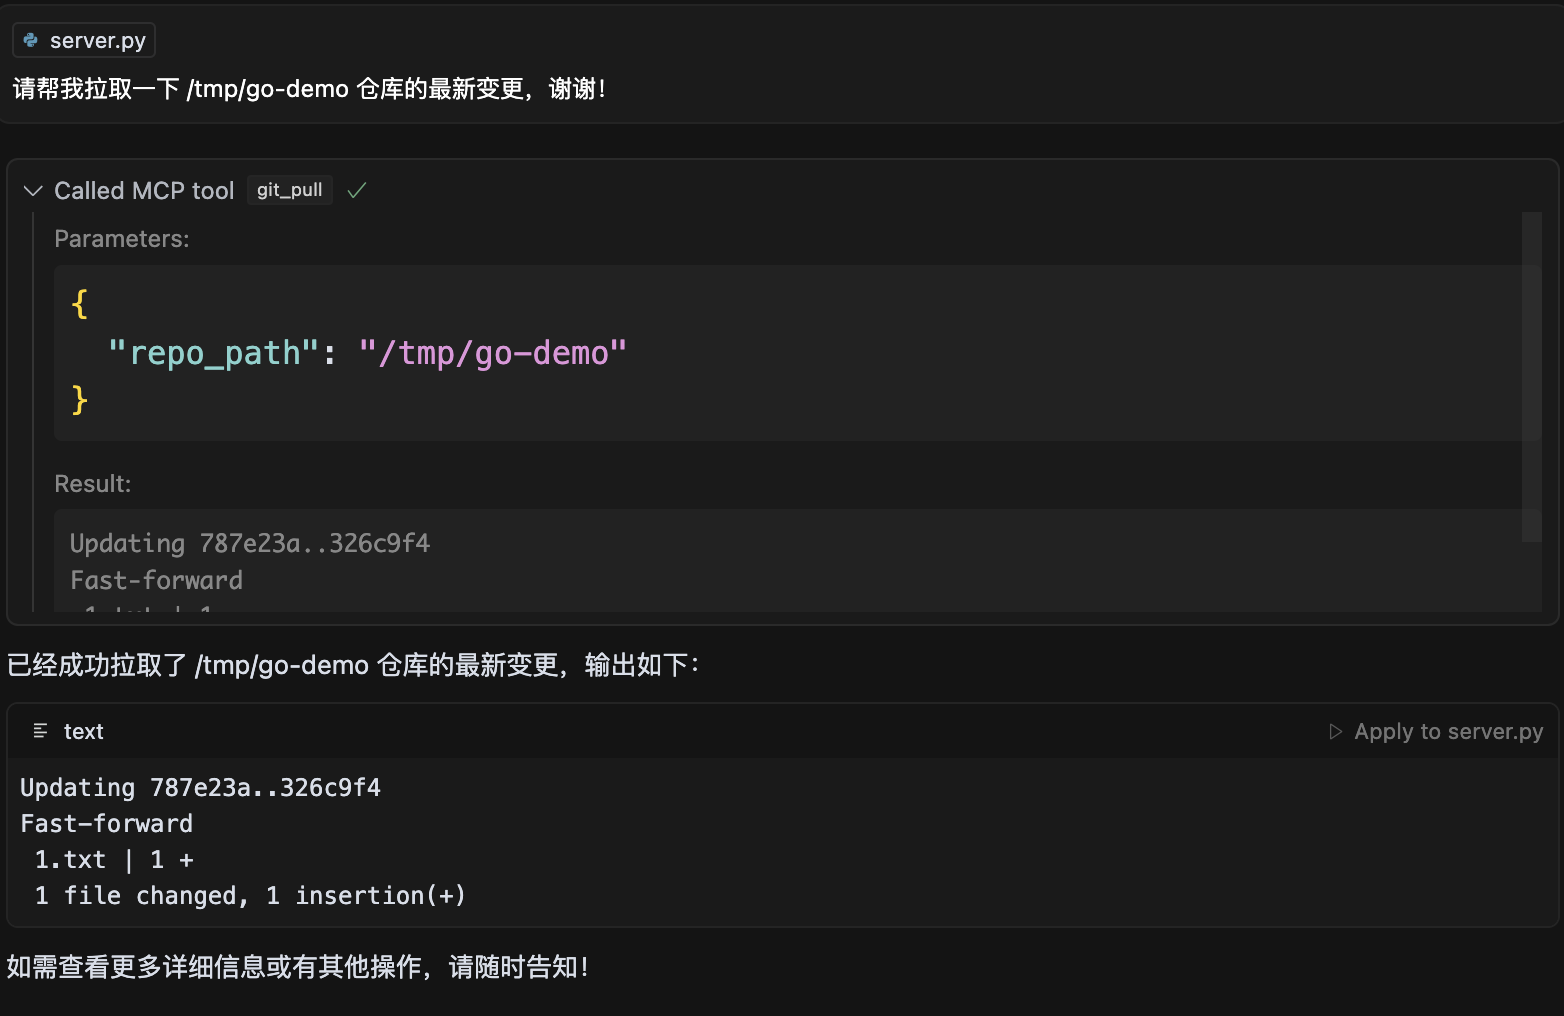 server.py
请帮我拉取一下 /tmp/go-demo 仓库的最新变更，谢谢！
Called MCP tool git_pull
Parameters:
{
"repo_path": "/tmp/go-demo"
}
Result:
Updating 787e23a..326c9f4
Fast-forward
1.txt | 1
已经成功拉取了 /tmp/go-demo 仓库的最新变更，输出如下：
text Apply to server.py
Updating 787e23a..326c9f4
Fast-forward
1.txt | 1 +
1 file changed, 1 insertion(+)
如需查看更多详细信息或有其他操作，请随时告知！